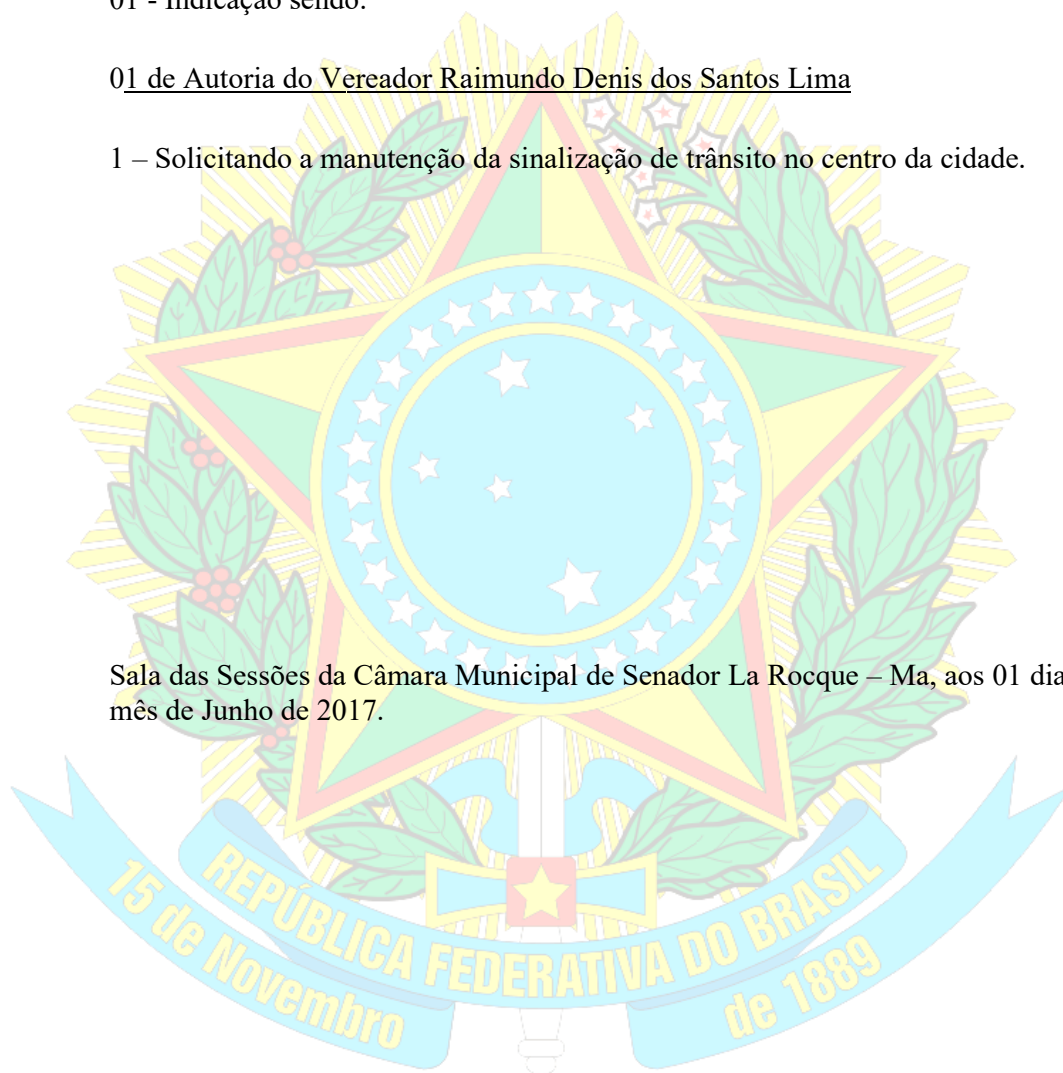 01 - Indicação sendo.
01 de Autoria do Vereador Raimundo Denis dos Santos Lima
1 – Solicitando a manutenção da sinalização de trânsito no centro da cidade.
Sala das Sessões da Câmara Municipal de Senador La Rocque – Ma, aos 01 dia
mês de Junho de 2017.
REPÚBLICA FEDERATIVA DO BRASIL
15 de Novembro
de 1889